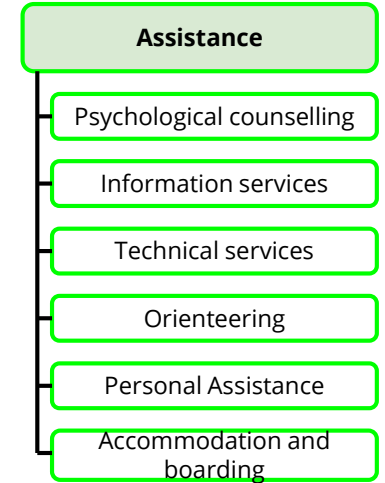 Assistance
Psychological counselling
Information services
Technical services
Orienteering
Personal Assistance
Accommodation and
boarding